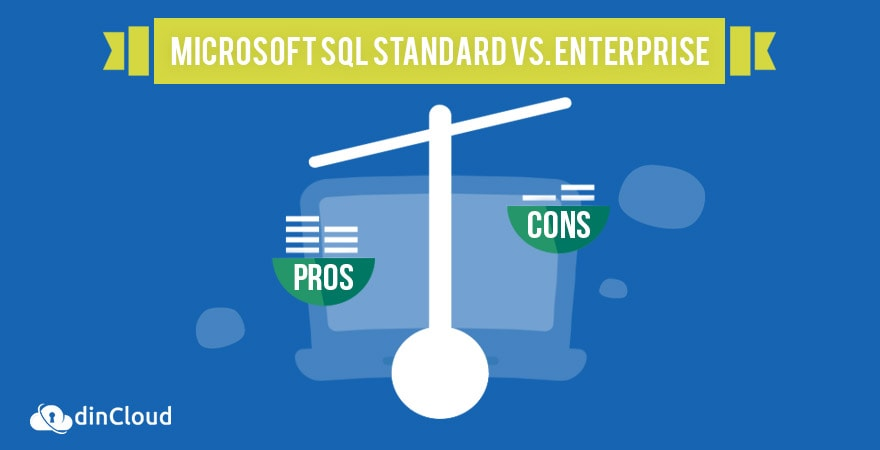 MICROSOFT SQL STANDARD VS. ENTERPRISE
CONS
PROS
dinCloud